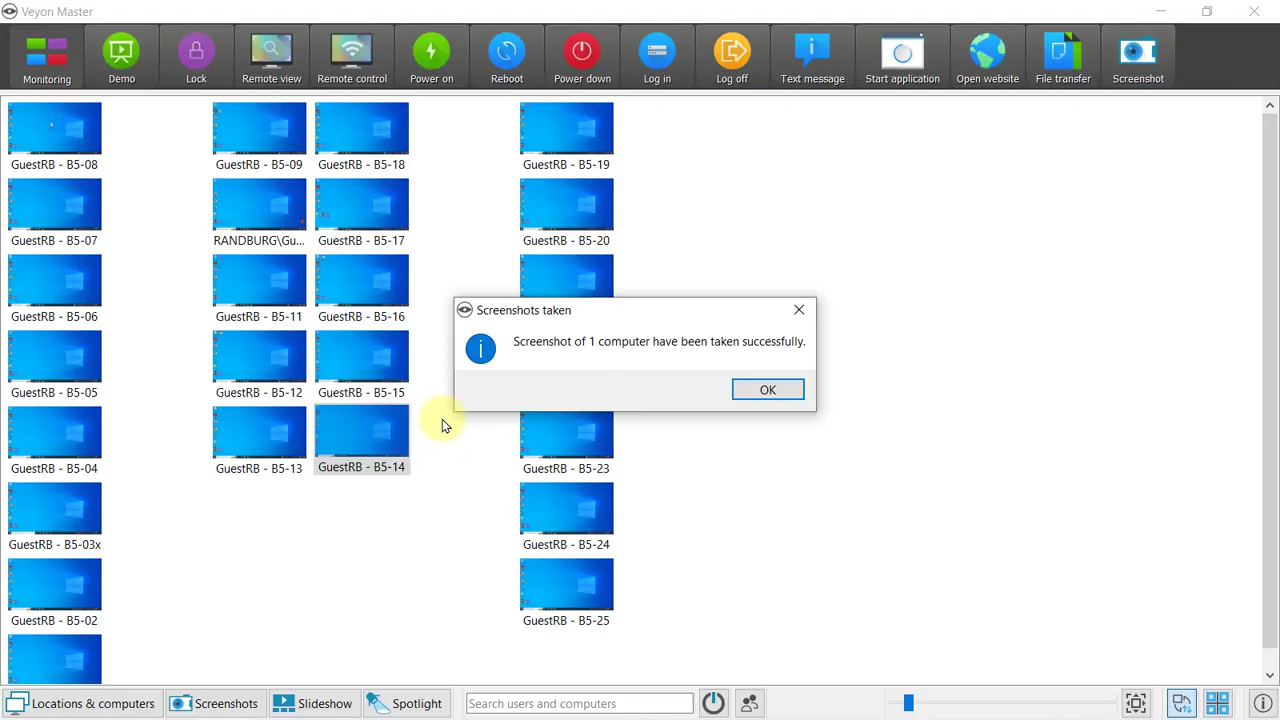 Veyon Master
Monitoring
Demo
Lock
Remote view
Remote control
Power on
Reboot
Power down
Log in
Log off
Text message
Start application
Open website
File transfer
Screenshot
GuestRB - B5-08
GuestRB - B5-09
GuestRB - B5-18
GuestRB - B5-19
GuestRB - B5-07
RANDBURG\Gu...
GuestRB - B5-17
GuestRB - B5-20
GuestRB - B5-06
GuestRB - B5-11
GuestRB - B5-16
Screenshots taken
Screenshot of 1 computer have been taken successfully.
OK
GuestRB - B5-05
GuestRB - B5-12
GuestRB - B5-15
GuestRB - B5-04
GuestRB - B5-13
GuestRB - B5-14
GuestRB - B5-23
GuestRB - B5-03x
GuestRB - B5-24
GuestRB - B5-02
GuestRB - B5-25
Locations & computers
Screenshots
Slideshow
Spotlight
Search users and computers